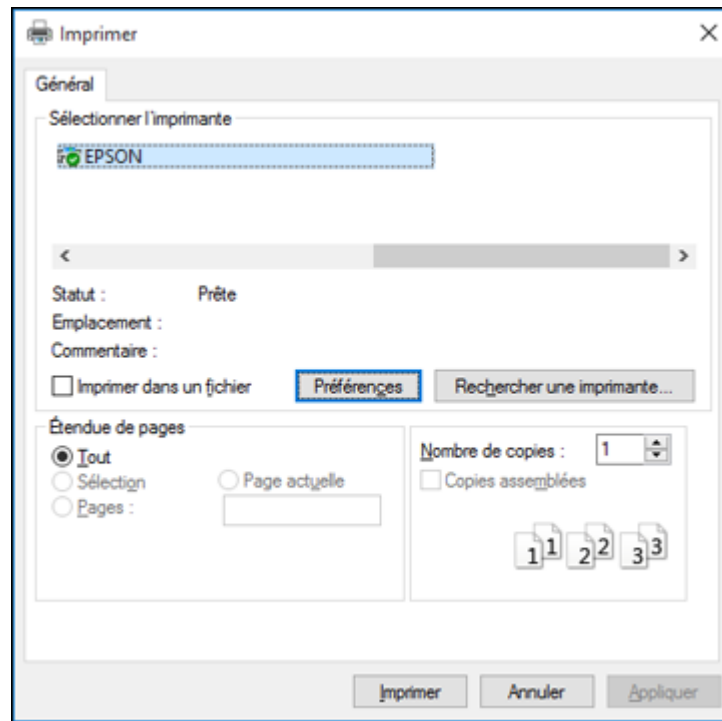 Imprimer
Général
Sélectionner l'imprimante
EPSON
Statut : Prête
Emplacement :
Commentaire :
Imprimer dans un fichier Préférences Rechercher une imprimante...
Étendue de pages
Tout
Sélection Page actuelle
Pages :
Nombre de copies : 1
Copies assemblées
1 1 2 2 3 3
Imprimer Annuler Appliquer